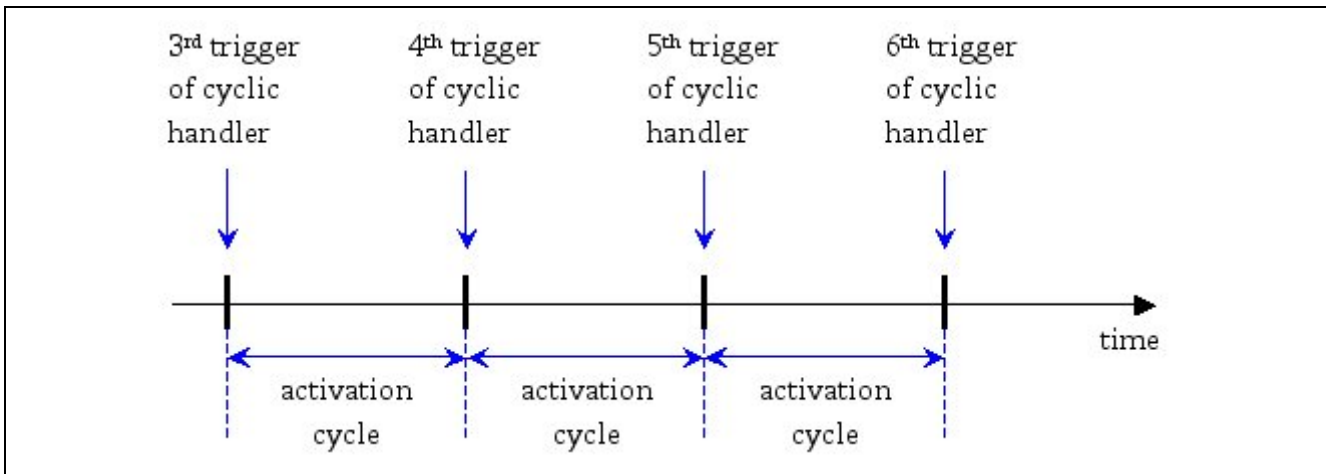 3rd trigger
of cyclic
handler
4th trigger
of cyclic
handler
5th trigger
of cyclic
handler
6th trigger
of cyclic
handler
time
activation
cycle
activation
cycle
activation
cycle